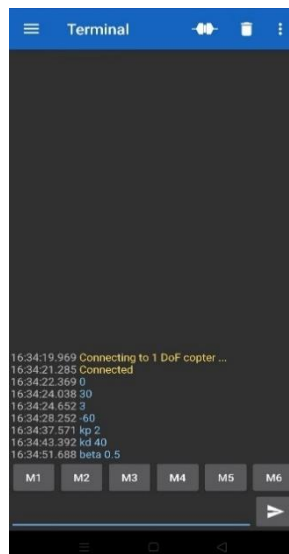 Terminal
16:34:19.969 Connecting to 1 DoF copter ...
16:34:21.285 Connected
16:34:22.369 0
16:34:24.038 30
16:34:24.652 3
16:34:28.252 -60
16:34:37.571 kp 2
16:34:43.392 kd 40
16:34:51.688 beta 0.5
M1 M2 M3 M4 M5 M6